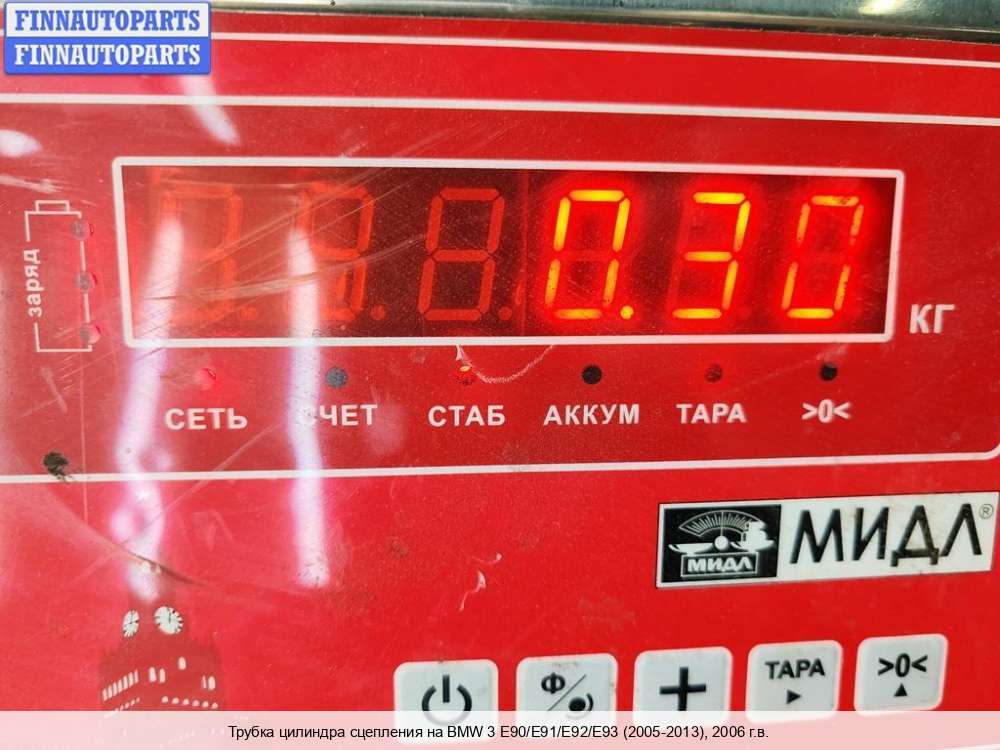 FINNAUTOPARTS
FINNAUTOPARTS
0.30
заряд
КГ
СЕТЬ СЧЕТ СТАБ АККУМ ТАРА >0<
МИДЛ МИДЛ®
Ф ТАРА >0<
Трубка цилиндра сцепления на BMW 3 E90/E91/E92/E93 (2005-2013), 2006 г.в.